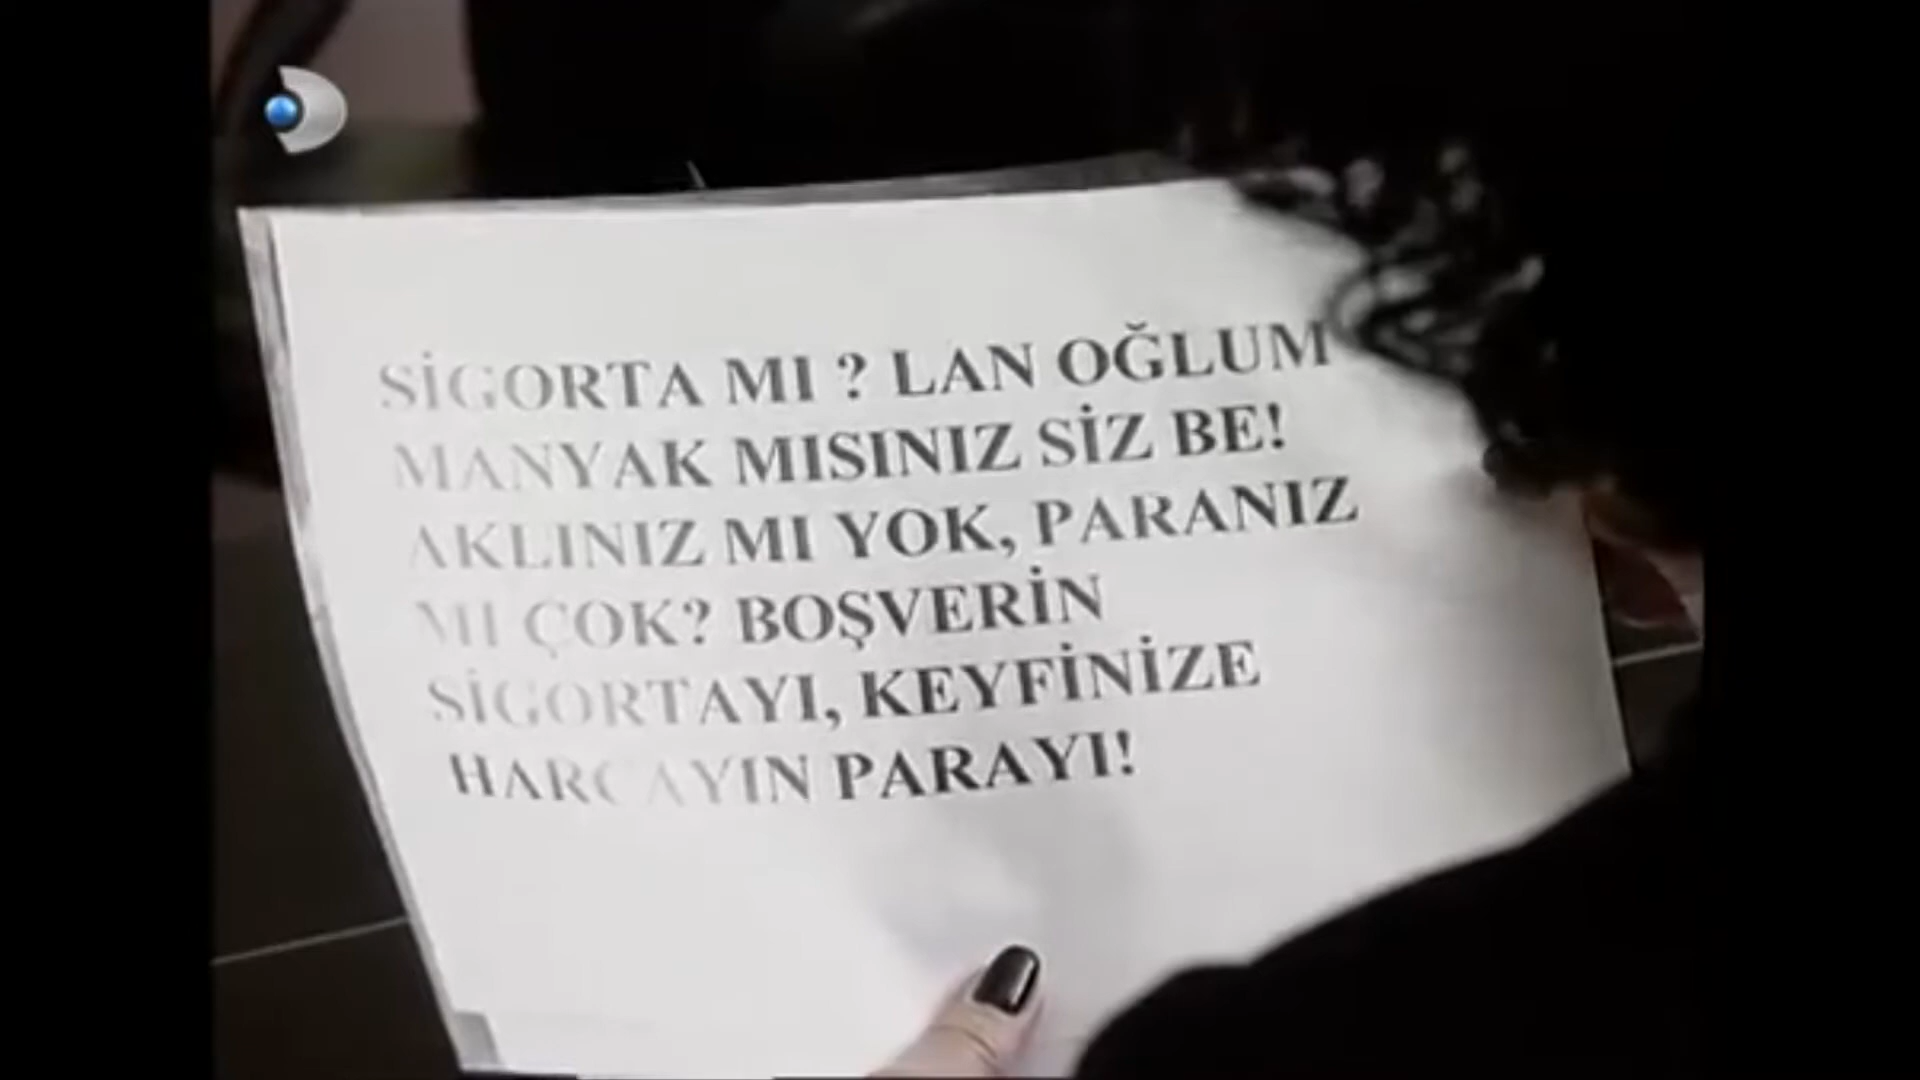 SİGORTA MI ? LAN OĞLUM
MANYAK MISINIZ SİZ BE!
AKLINIZ MI YOK, PARANIZ
MI ÇOK? BOŞVERİN
SİGORTAYI, KEYFİNİZE
HARCAYIN PARAYI!